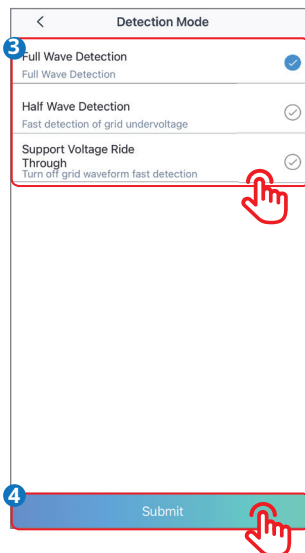 Detection Mode
3
Full Wave Detection
Full Wave Detection
Half Wave Detection
Fast detection of grid undervoltage
Support Voltage Ride
Through
Turn off grid waveform fast detection
4
Submit